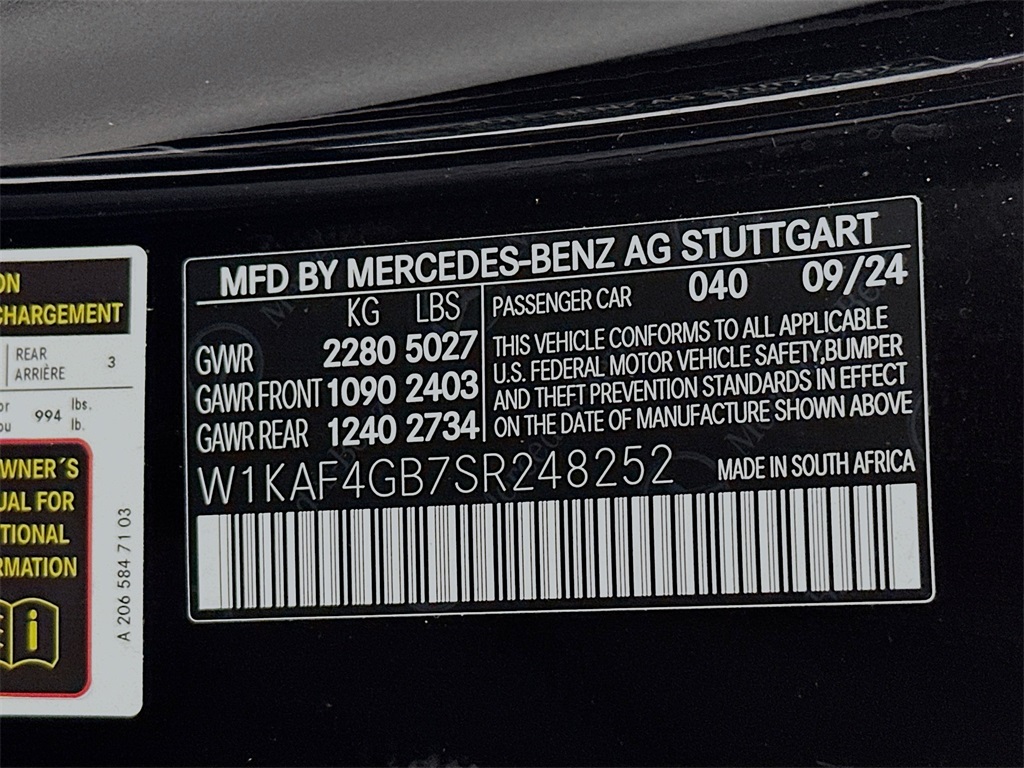 ON
CHARGEMENT
REAR
ARRIÈRE
3
or
ou
994
lbs.
lb.
OWNER´S
UAL FOR
TIONAL
RMATION
i
A 206 584 71 03
MFD BY MERCEDES-BENZ AG STUTTGART
KG LBS
GVWR 2280 5027
GAWR FRONT 1090 2403
GAWR REAR 1240 2734
PASSENGER CAR 040 09/24
THIS VEHICLE CONFORMS TO ALL APPLICABLE
U.S. FEDERAL MOTOR VEHICLE SAFETY,BUMPER
AND THEFT PREVENTION STANDARDS IN EFFECT
ON THE DATE OF MANUFACTURE SHOWN ABOVE
W1KAF4GB7SR248252 MADE IN SOUTH AFRICA